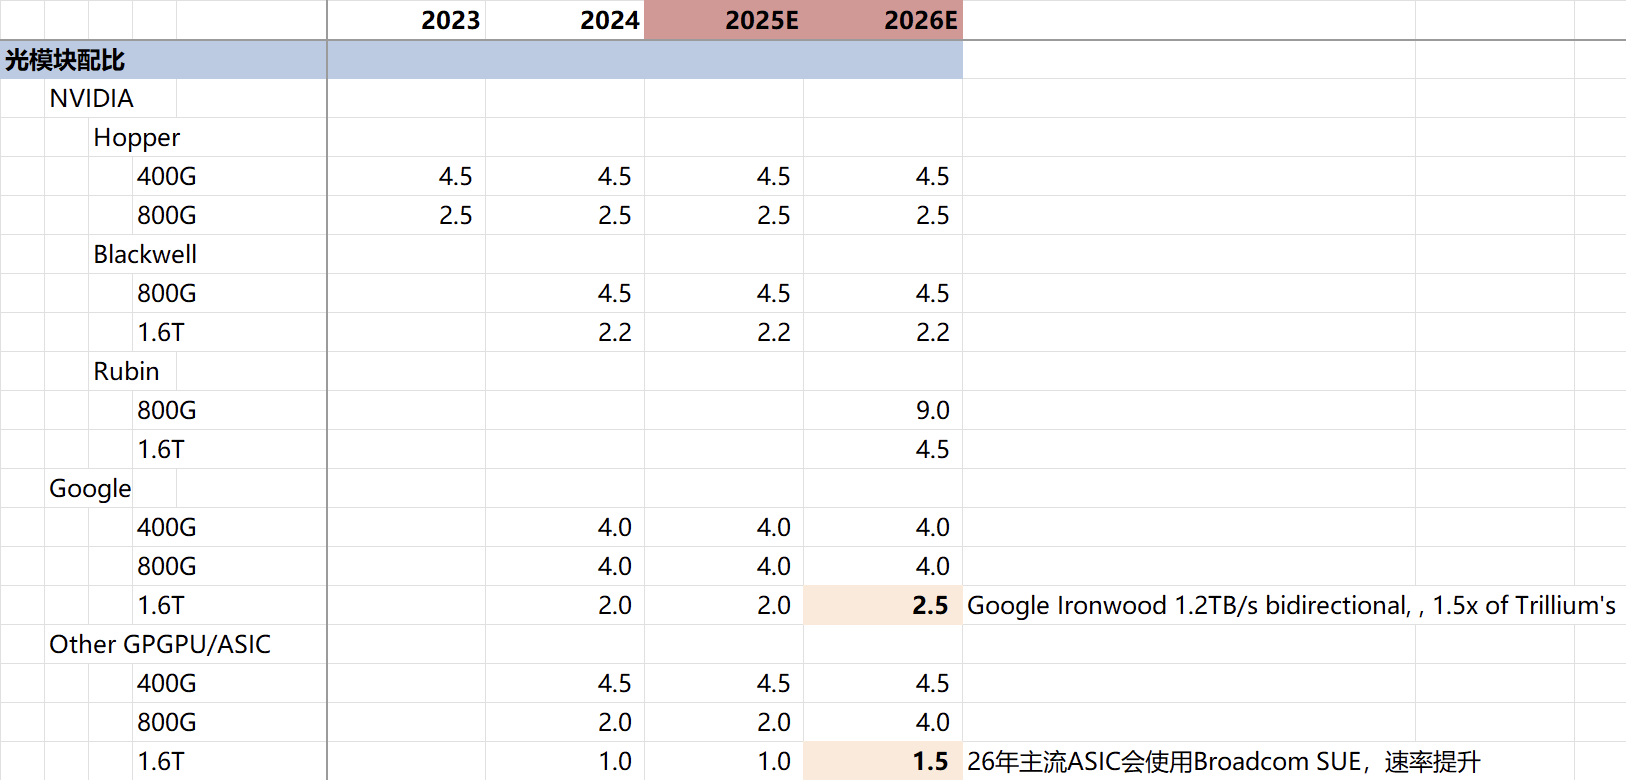 2023 2024 2025E 2026E
光模块配比
NVIDIA
Hopper
400G 4.5 4.5 4.5 4.5
800G 2.5 2.5 2.5 2.5
Blackwell
800G 4.5 4.5 4.5
1.6T 2.2 2.2 2.2
Rubin
800G 9.0
1.6T 4.5
Google
400G 4.0 4.0 4.0
800G 4.0 4.0 4.0
1.6T 2.0 2.0 2.5 Google Ironwood 1.2TB/s bidirectional, , 1.5x of Trillium's
Other GPGPU/ASIC
400G 4.5 4.5 4.5
800G 2.0 2.0 4.0
1.6T 1.0 1.0 1.5 26年主流ASIC会使用Broadcom SUE，速率提升